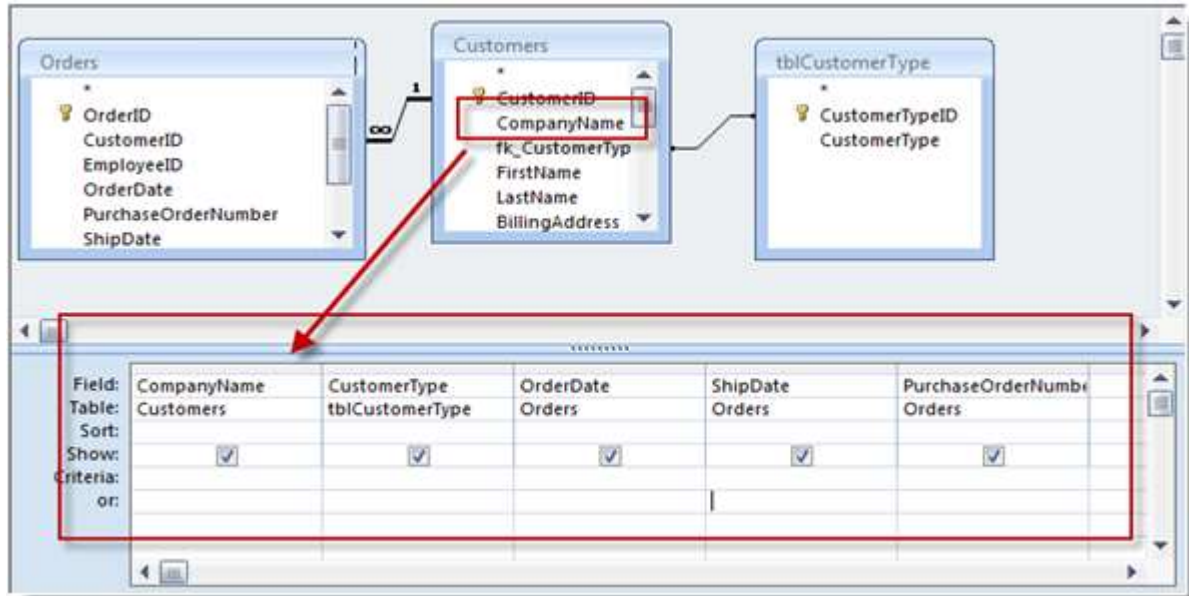 Orders
*
OrderID
CustomerID
EmployeeID
OrderDate
PurchaseOrderNumber
ShipDate
∞
1
Customers
*
CustomerID
CompanyName
fk_CustomerTyp
FirstName
LastName
BillingAddress
tblCustomerType
*
CustomerTypeID
CustomerType
Field: CompanyName CustomerType OrderDate ShipDate PurchaseOrderNumbe
Table: Customers tblCustomerType Orders Orders Orders
Sort:
Show:
Criteria:
or: